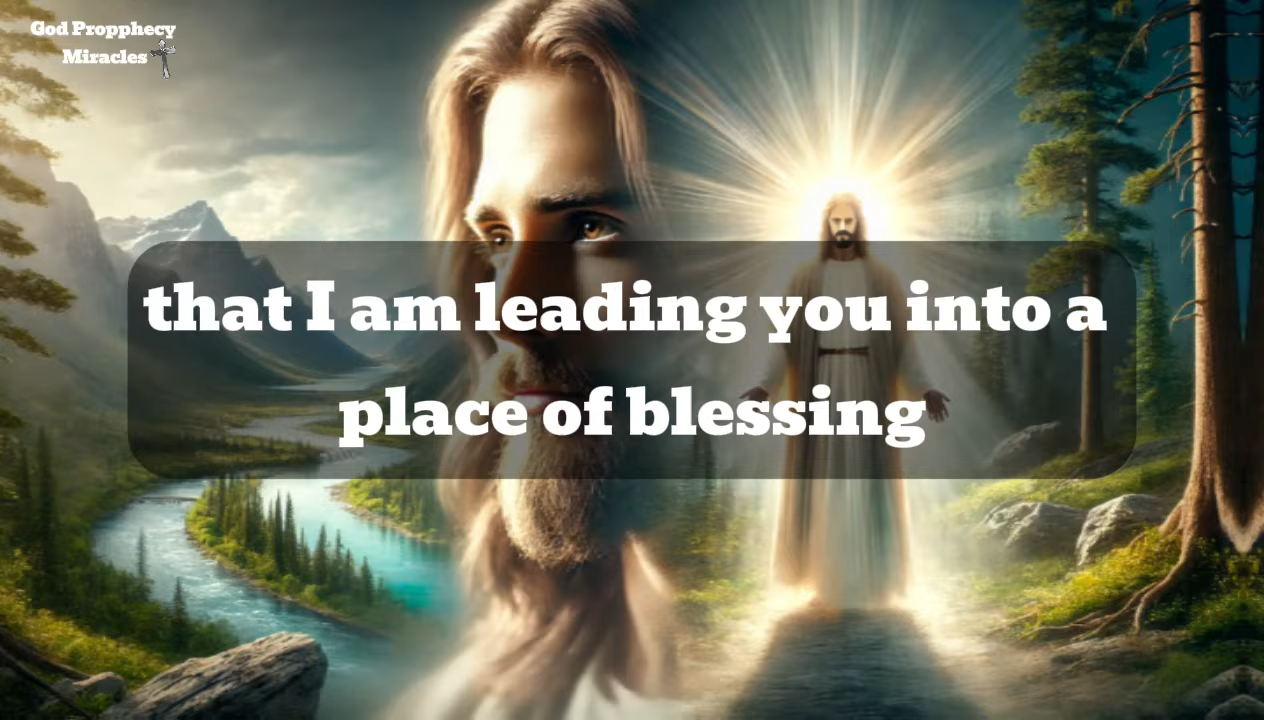 God Propphecy
Miracles
that I am leading you into a
place of blessing